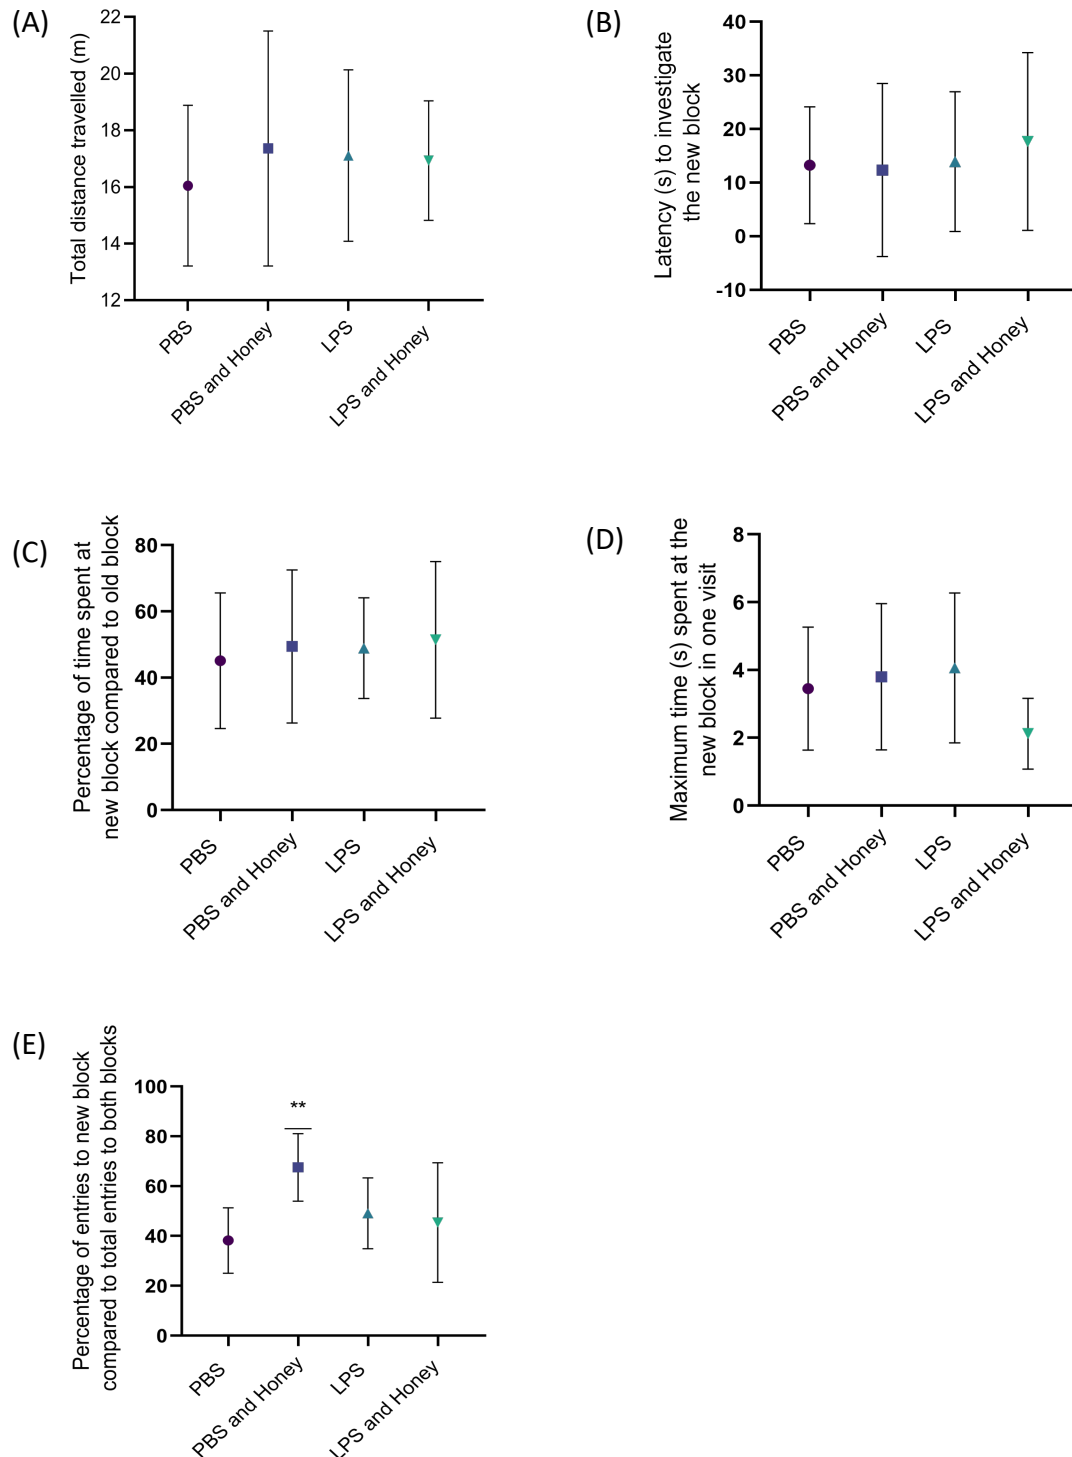 (A)
Total distance travelled (m)
22
20
18
16
14
12
PBS
PBS and Honey
LPS
LPS and Honey
(B)
Latency (s) to investigate
the new block
40
30
20
10
0
-10
PBS
PBS and Honey
LPS
LPS and Honey
(C)
Percentage of time spent at
new block compared to old block
80
60
40
20
0
PBS
PBS and Honey
LPS
LPS and Honey
(D)
Maximum time (s) spent at the
new block in one visit
8
6
4
2
0
PBS
PBS and Honey
LPS
LPS and Honey
(E)
Percentage of entries to new block
compared to total entries to both blocks
100
80
60
40
20
0
**
PBS
PBS and Honey
LPS
LPS and Honey